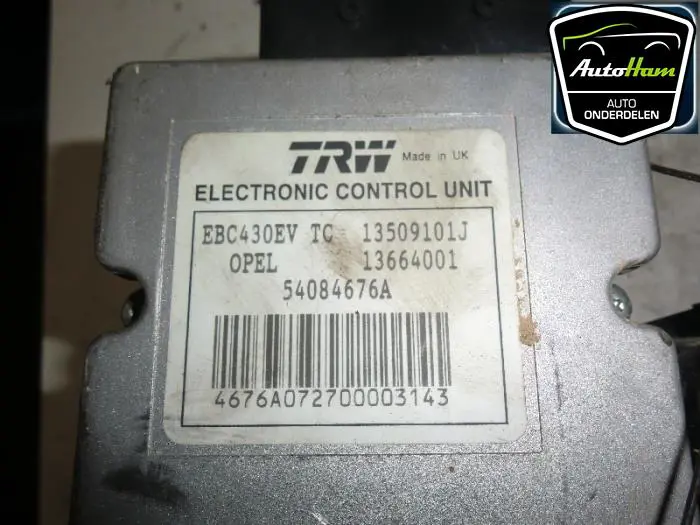 AutoHam
AUTO
ONDERDELEN
TRW Made in UK
ELECTRONIC CONTROL UNIT
EBC430EV TC 13509101J
OPEL 13664001
54084676A
4676A072700003143